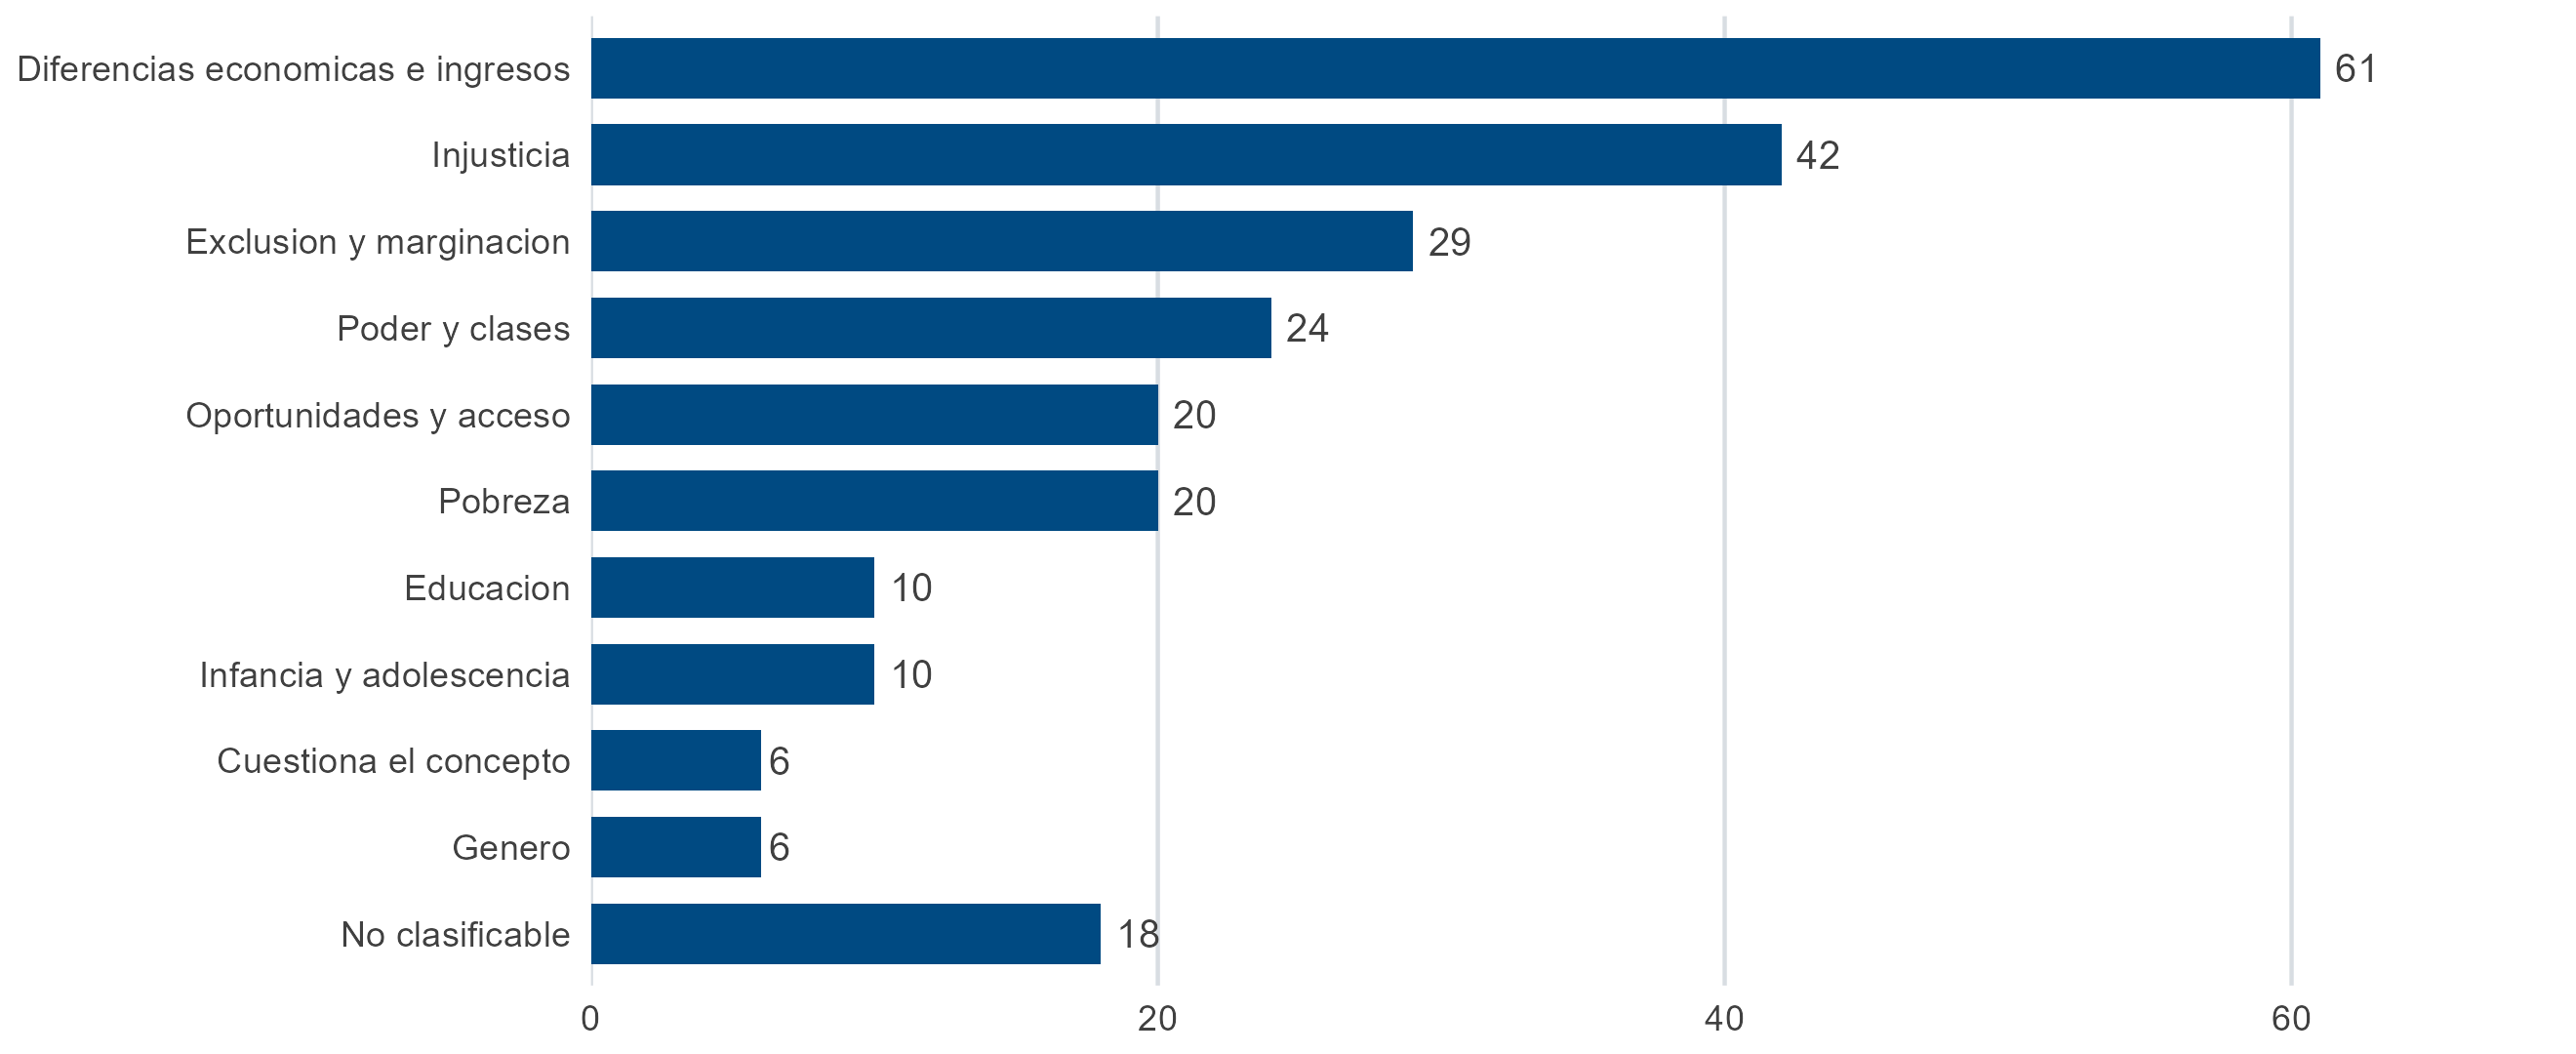 Diferencias economicas e ingresos 61
Injusticia 42
Exclusion y marginacion 29
Poder y clases 24
Oportunidades y acceso 20
Pobreza 20
Educacion 10
Infancia y adolescencia 10
Cuestiona el concepto 6
Genero 6
No clasificable 18
0 20 40 60